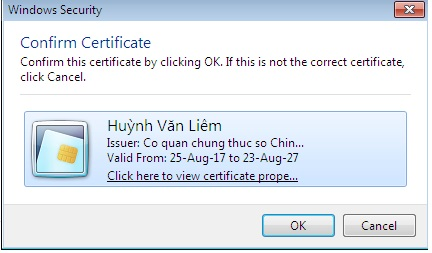 Windows Security
Confirm Certificate
Confirm this certificate by clicking OK. If this is not the correct certificate,
click Cancel.
Huỳnh Văn Liêm
Issuer: Co quan chung thuc so Chin...
Valid From: 25-Aug-17 to 23-Aug-27
Click here to view certificate prope...
OK
Cancel